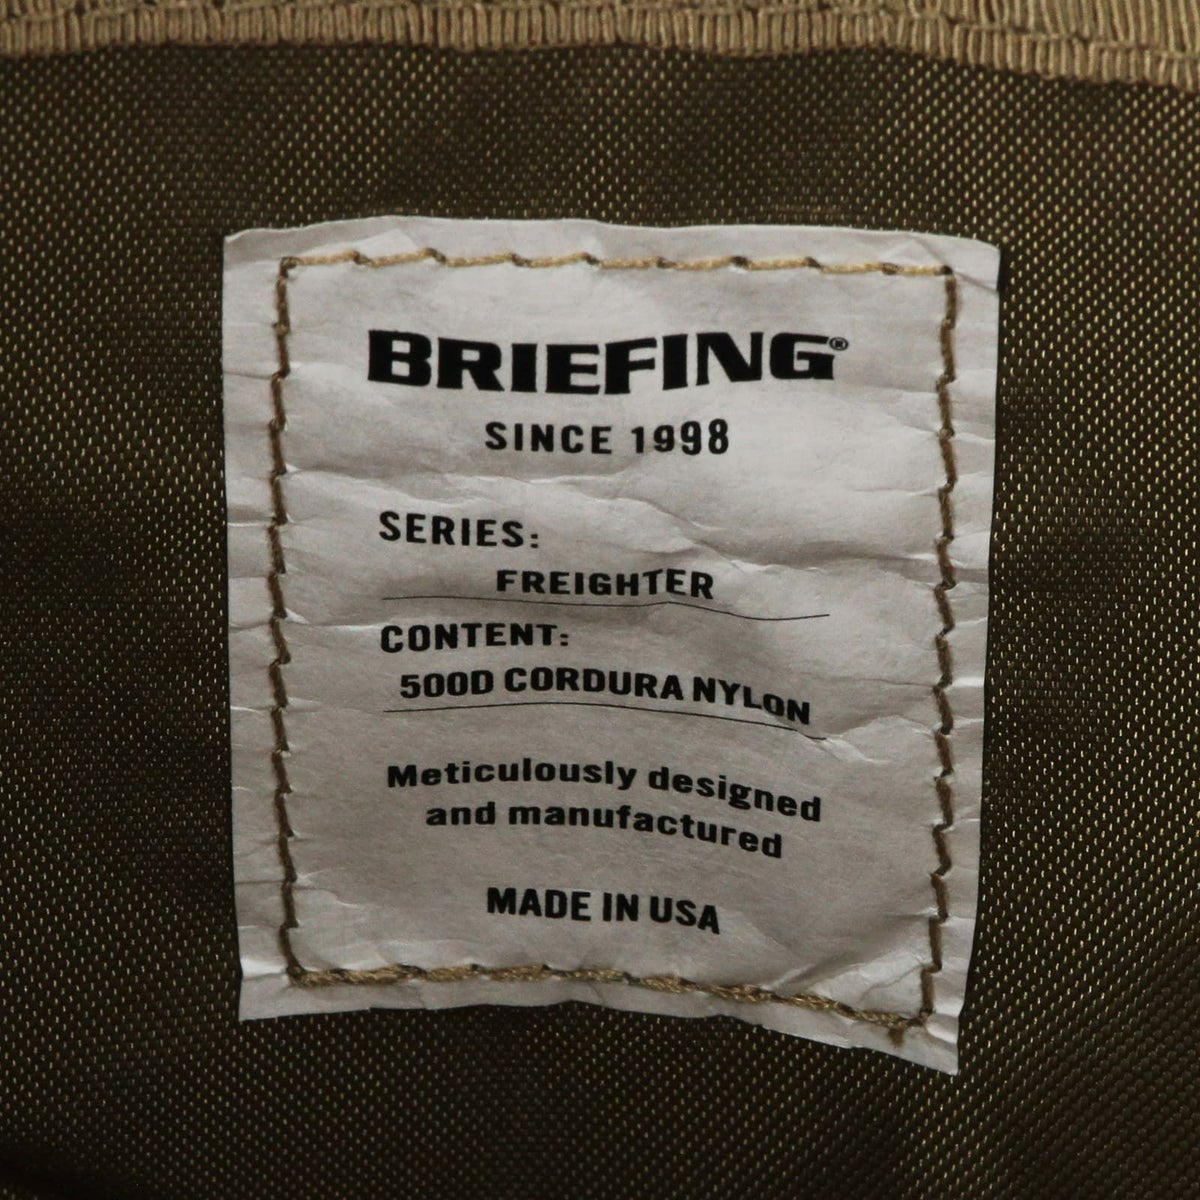 BRIEFING®
SINCE 1998
SERIES:
FREIGHTER
CONTENT:
500D CORDURA NYLON
Meticulously designed
and manufactured
MADE IN USA